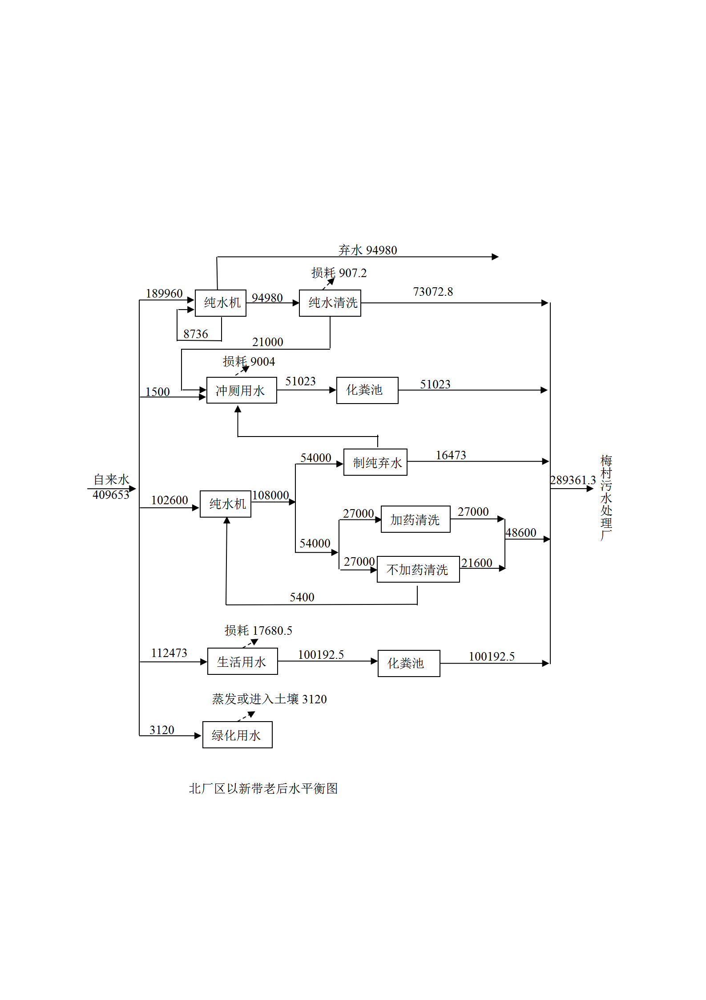 弃水 94980
损耗 907.2
189960
纯水机
94980
纯水清洗
73072.8
8736
21000
损耗 9004
1500
冲厕用水
51023
化粪池
51023
54000
制纯弃水
16473
自来水
409653
102600
纯水机
108000
27000
加药清洗
27000
48600
289361.3
梅村污水处理厂
54000
27000
不加药清洗
21600
5400
损耗 17680.5
112473
生活用水
100192.5
化粪池
100192.5
蒸发或进入土壤 3120
3120
绿化用水
北厂区以新带老后水平衡图